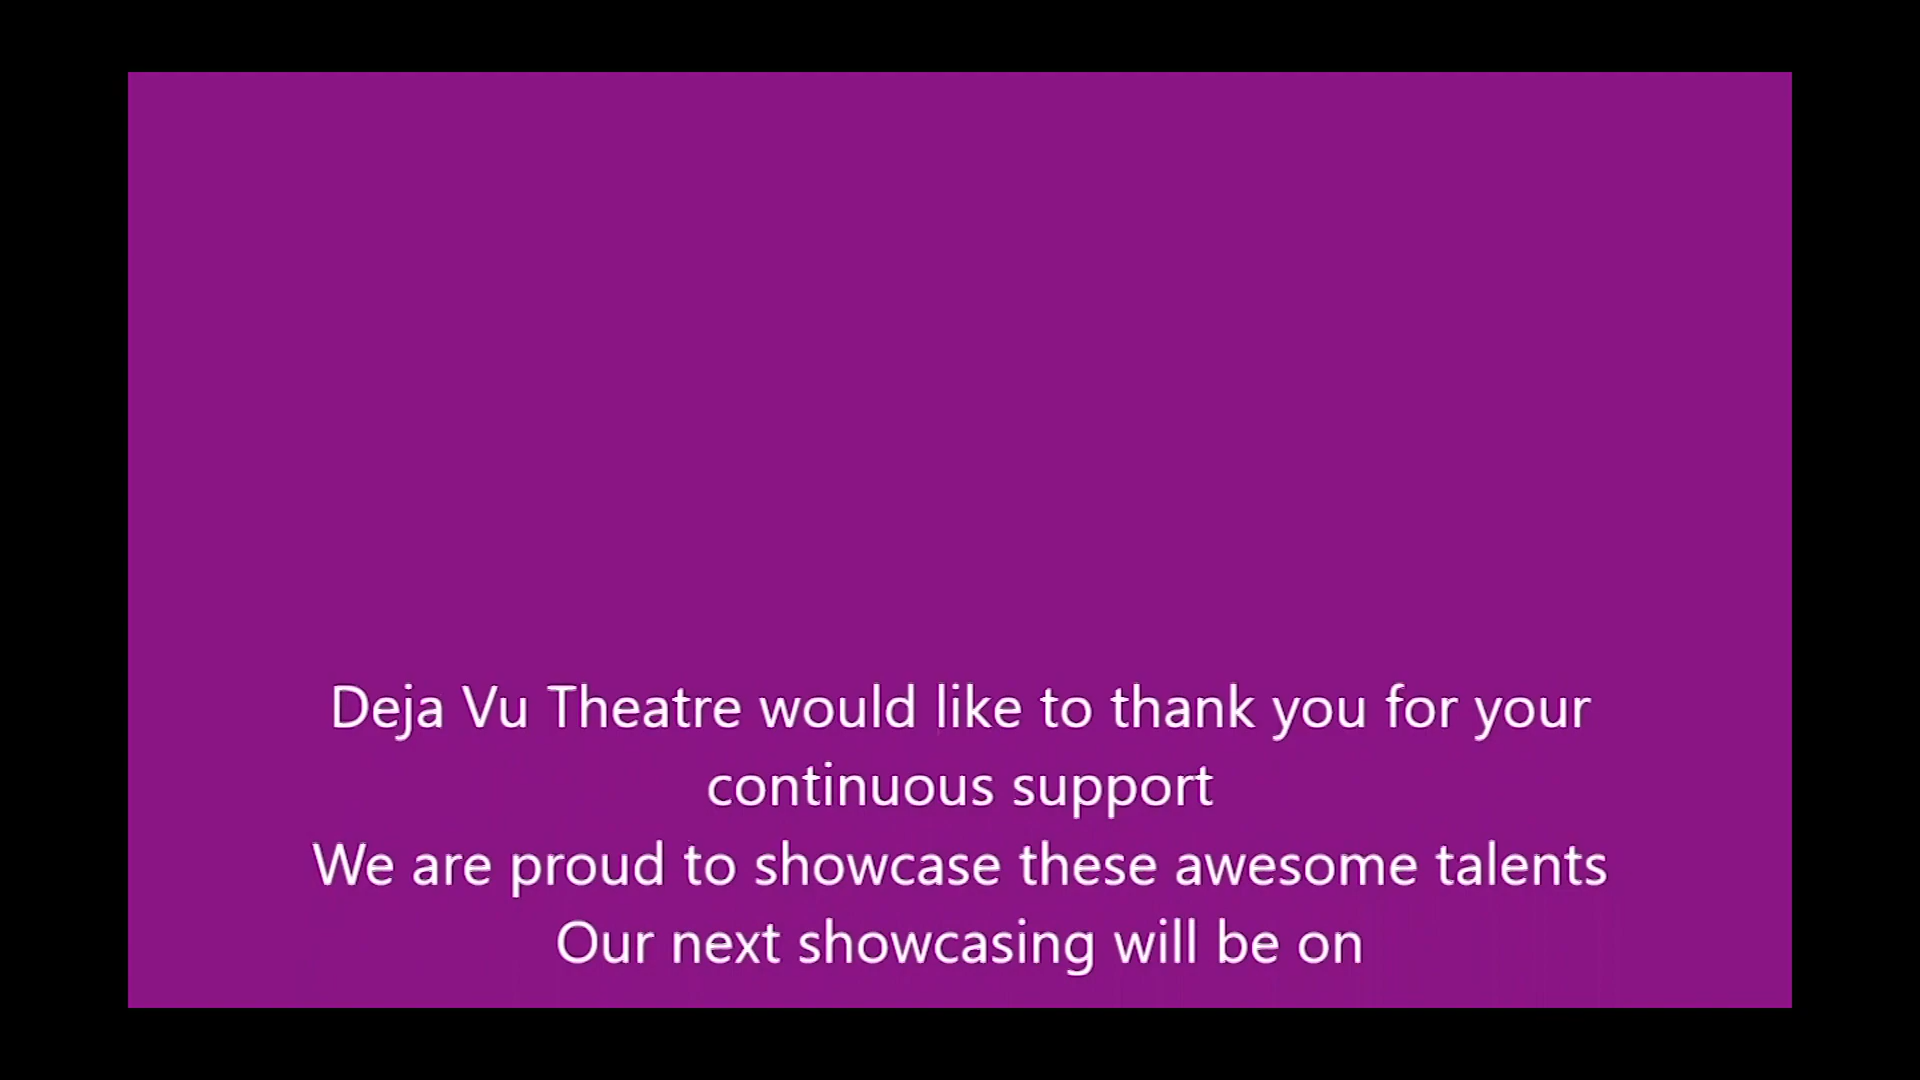 Deja Vu Theatre would like to thank you for your
continuous support
We are proud to showcase these awesome talents
Our next showcasing will be on